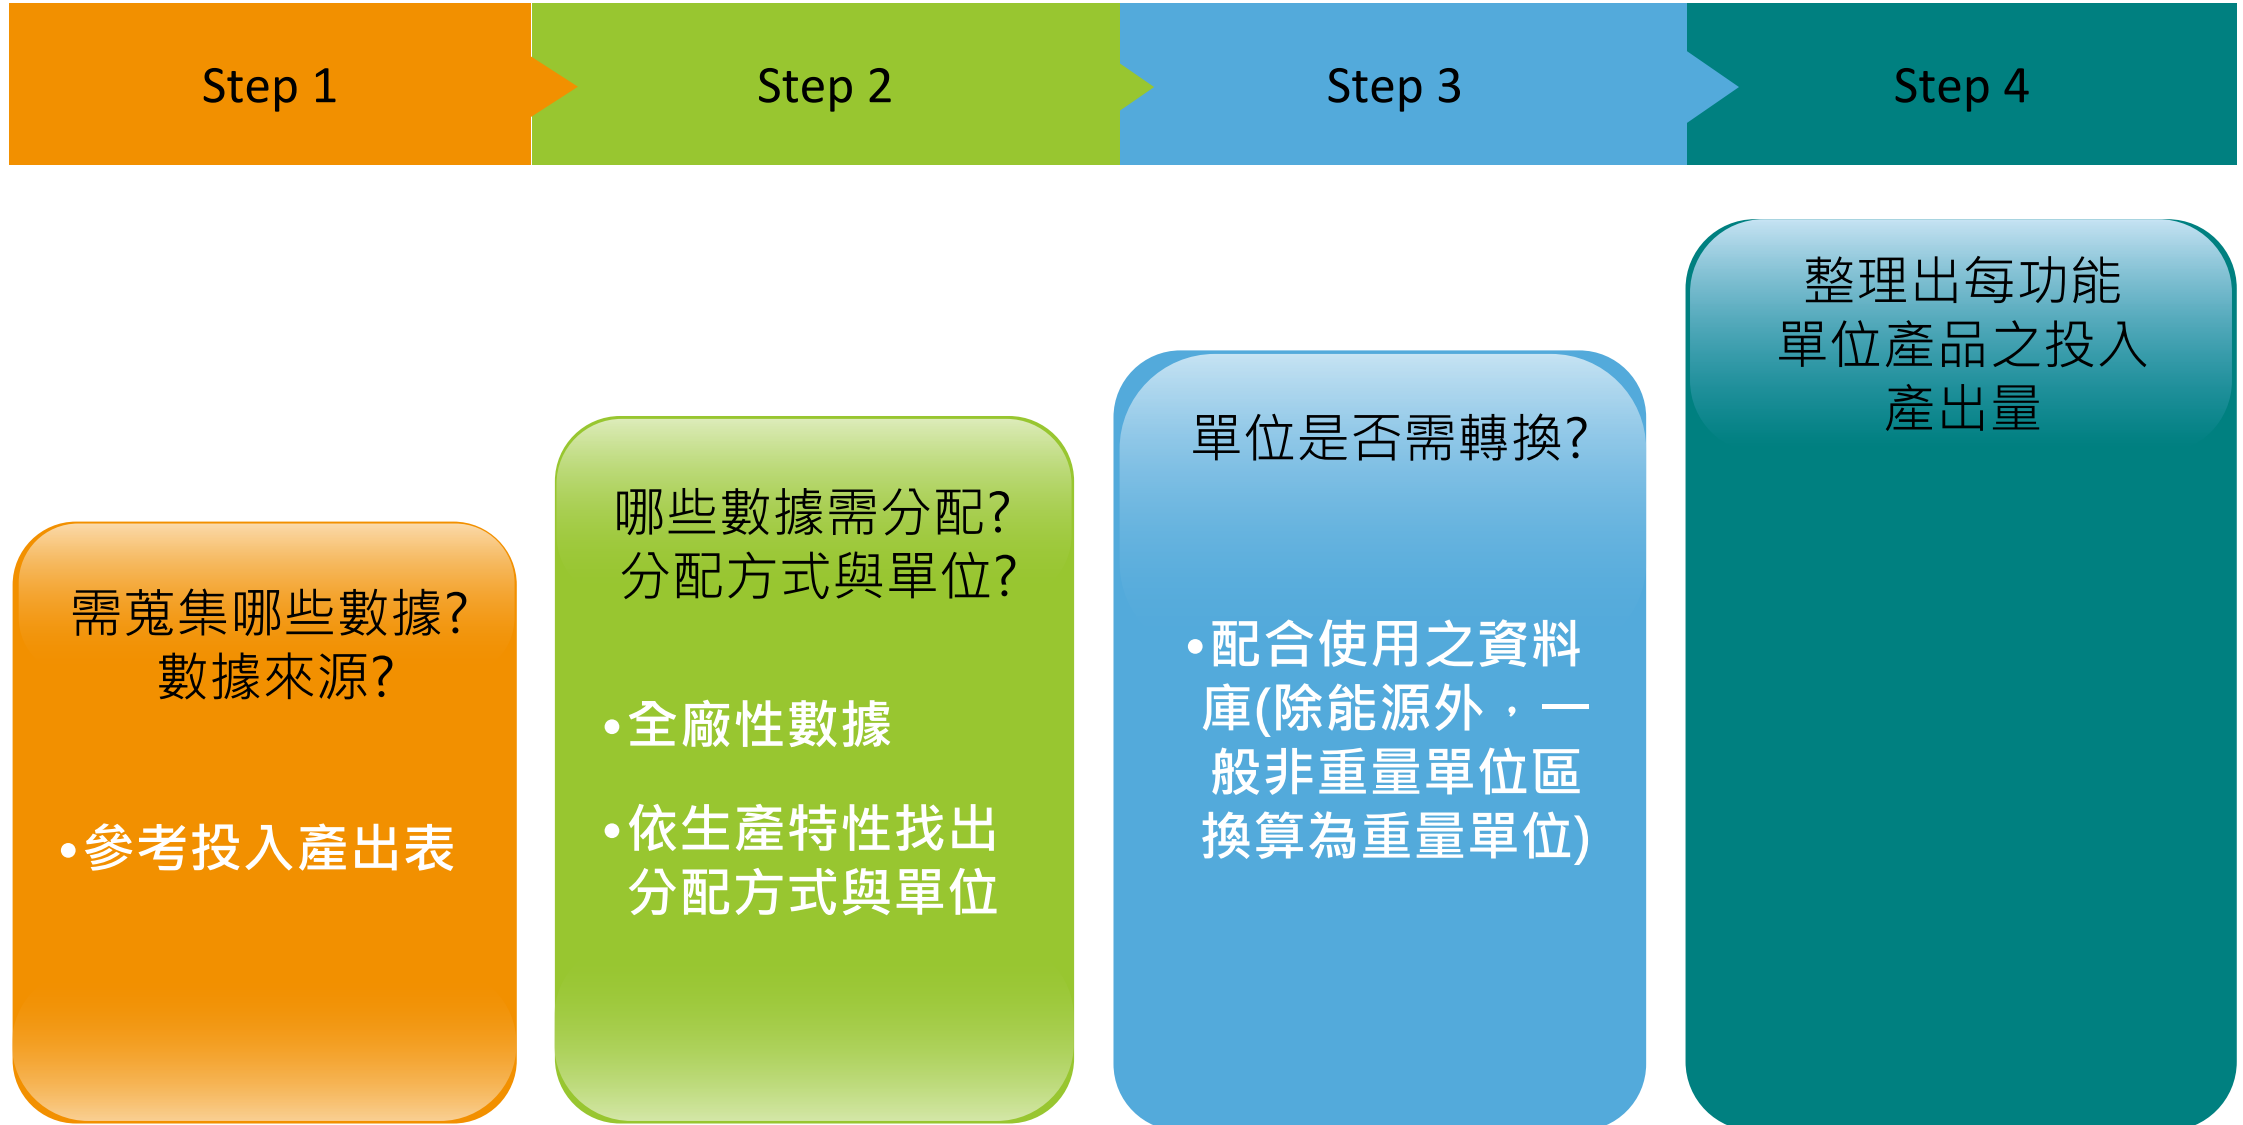 Step 1
Step 2
Step 3
Step 4
需蒐集哪些數據?
數據來源?
•參考投入產出表
哪些數據需分配?
分配方式與單位?
•全廠性數據
•依生產特性找出
分配方式與單位
單位是否需轉換?
•配合使用之資料
庫(除能源外，一
般非重量單位區
換算為重量單位)
整理出每功能
單位產品之投入
產出量